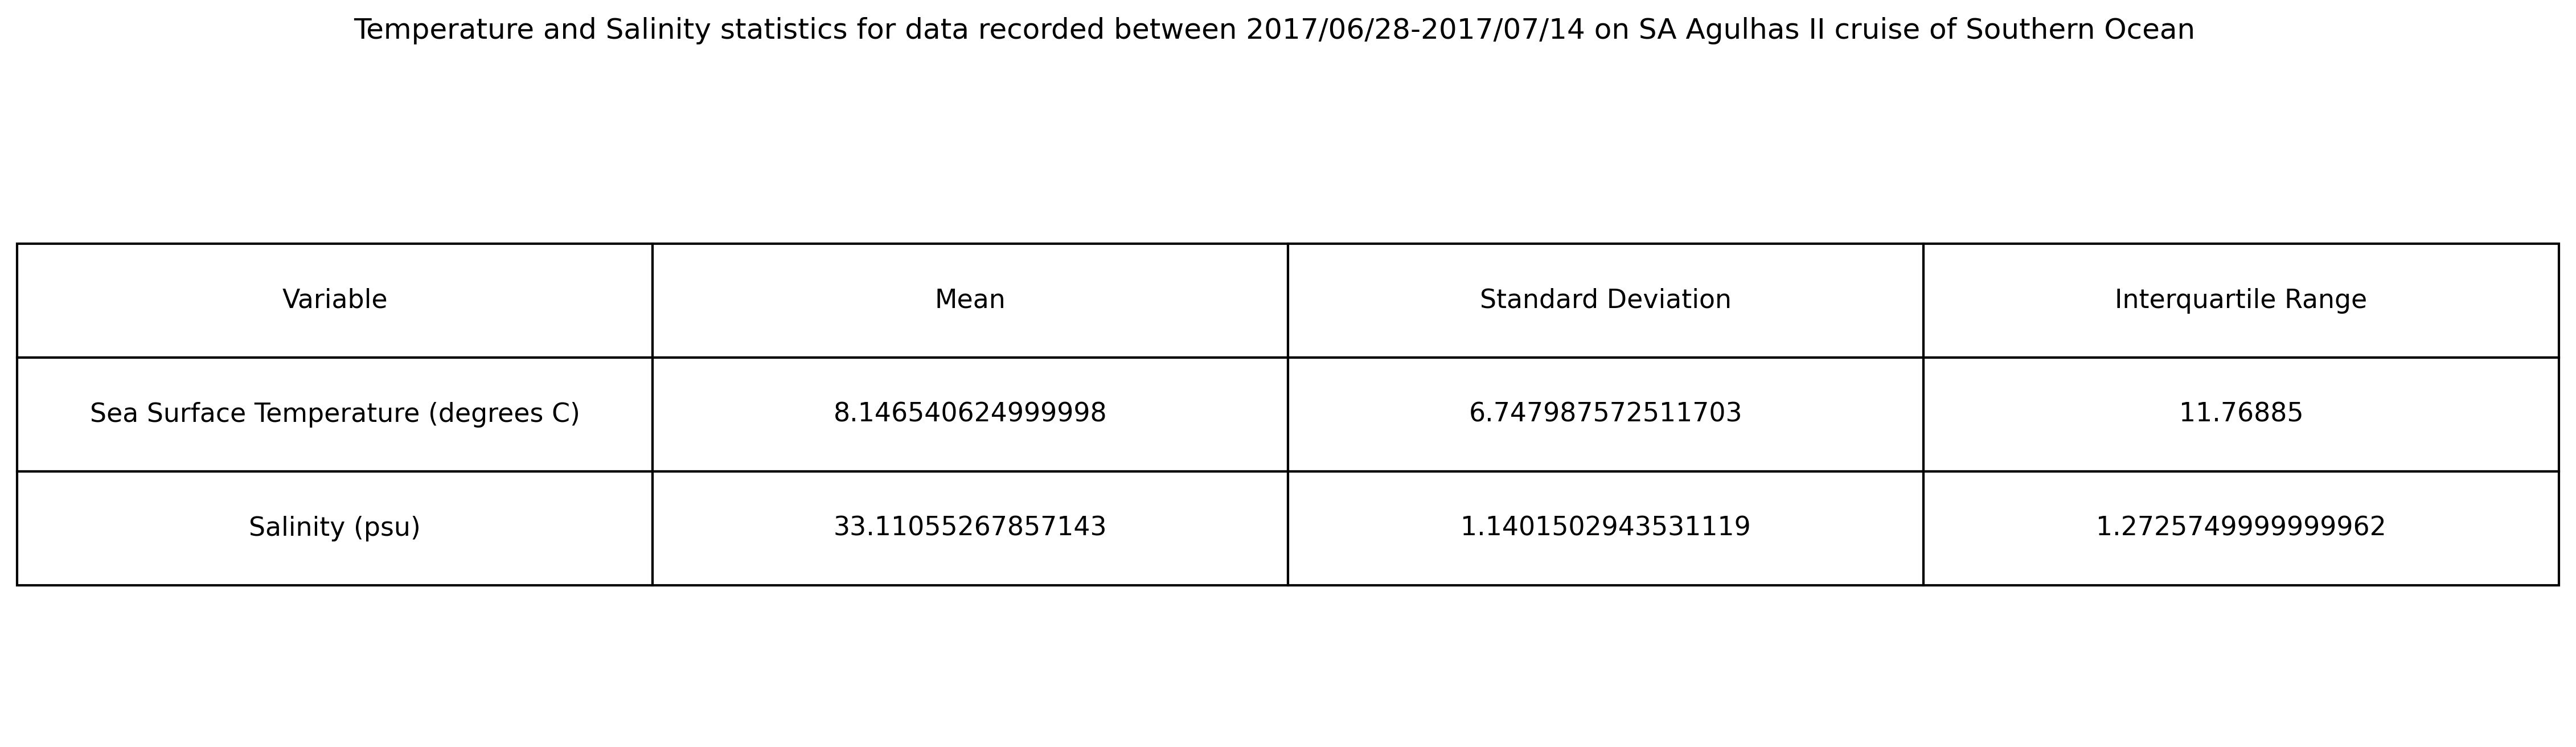 Temperature and Salinity statistics for data recorded between 2017/06/28-2017/07/14 on SA Agulhas II cruise of Southern Ocean
Variable Mean Standard Deviation Interquartile Range
Sea Surface Temperature (degrees C) 8.146540624999998 6.747987572511703 11.76885
Salinity (psu) 33.11055267857143 1.1401502943531119 1.2725749999999962